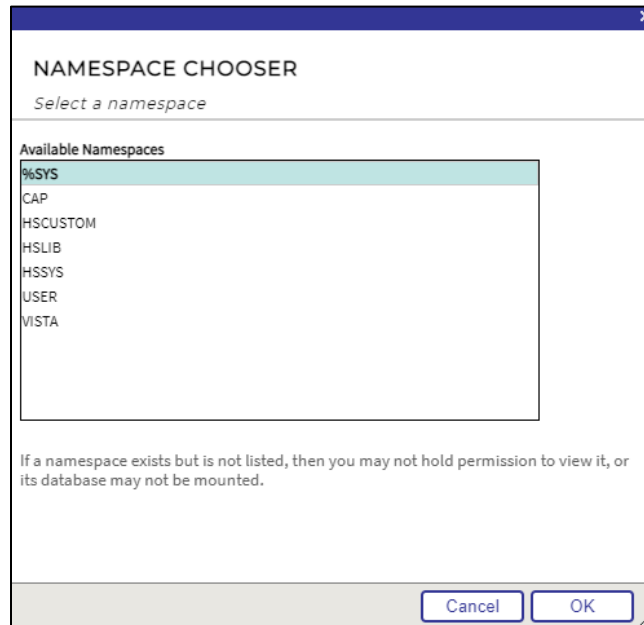 NAMESPACE CHOOSER
Select a namespace
Available Namespaces
%SYS
CAP
HSCUSTOM
HSLIB
HSSYS
USER
VISTA
If a namespace exists but is not listed, then you may not hold permission to view it, or
its database may not be mounted.
Cancel OK